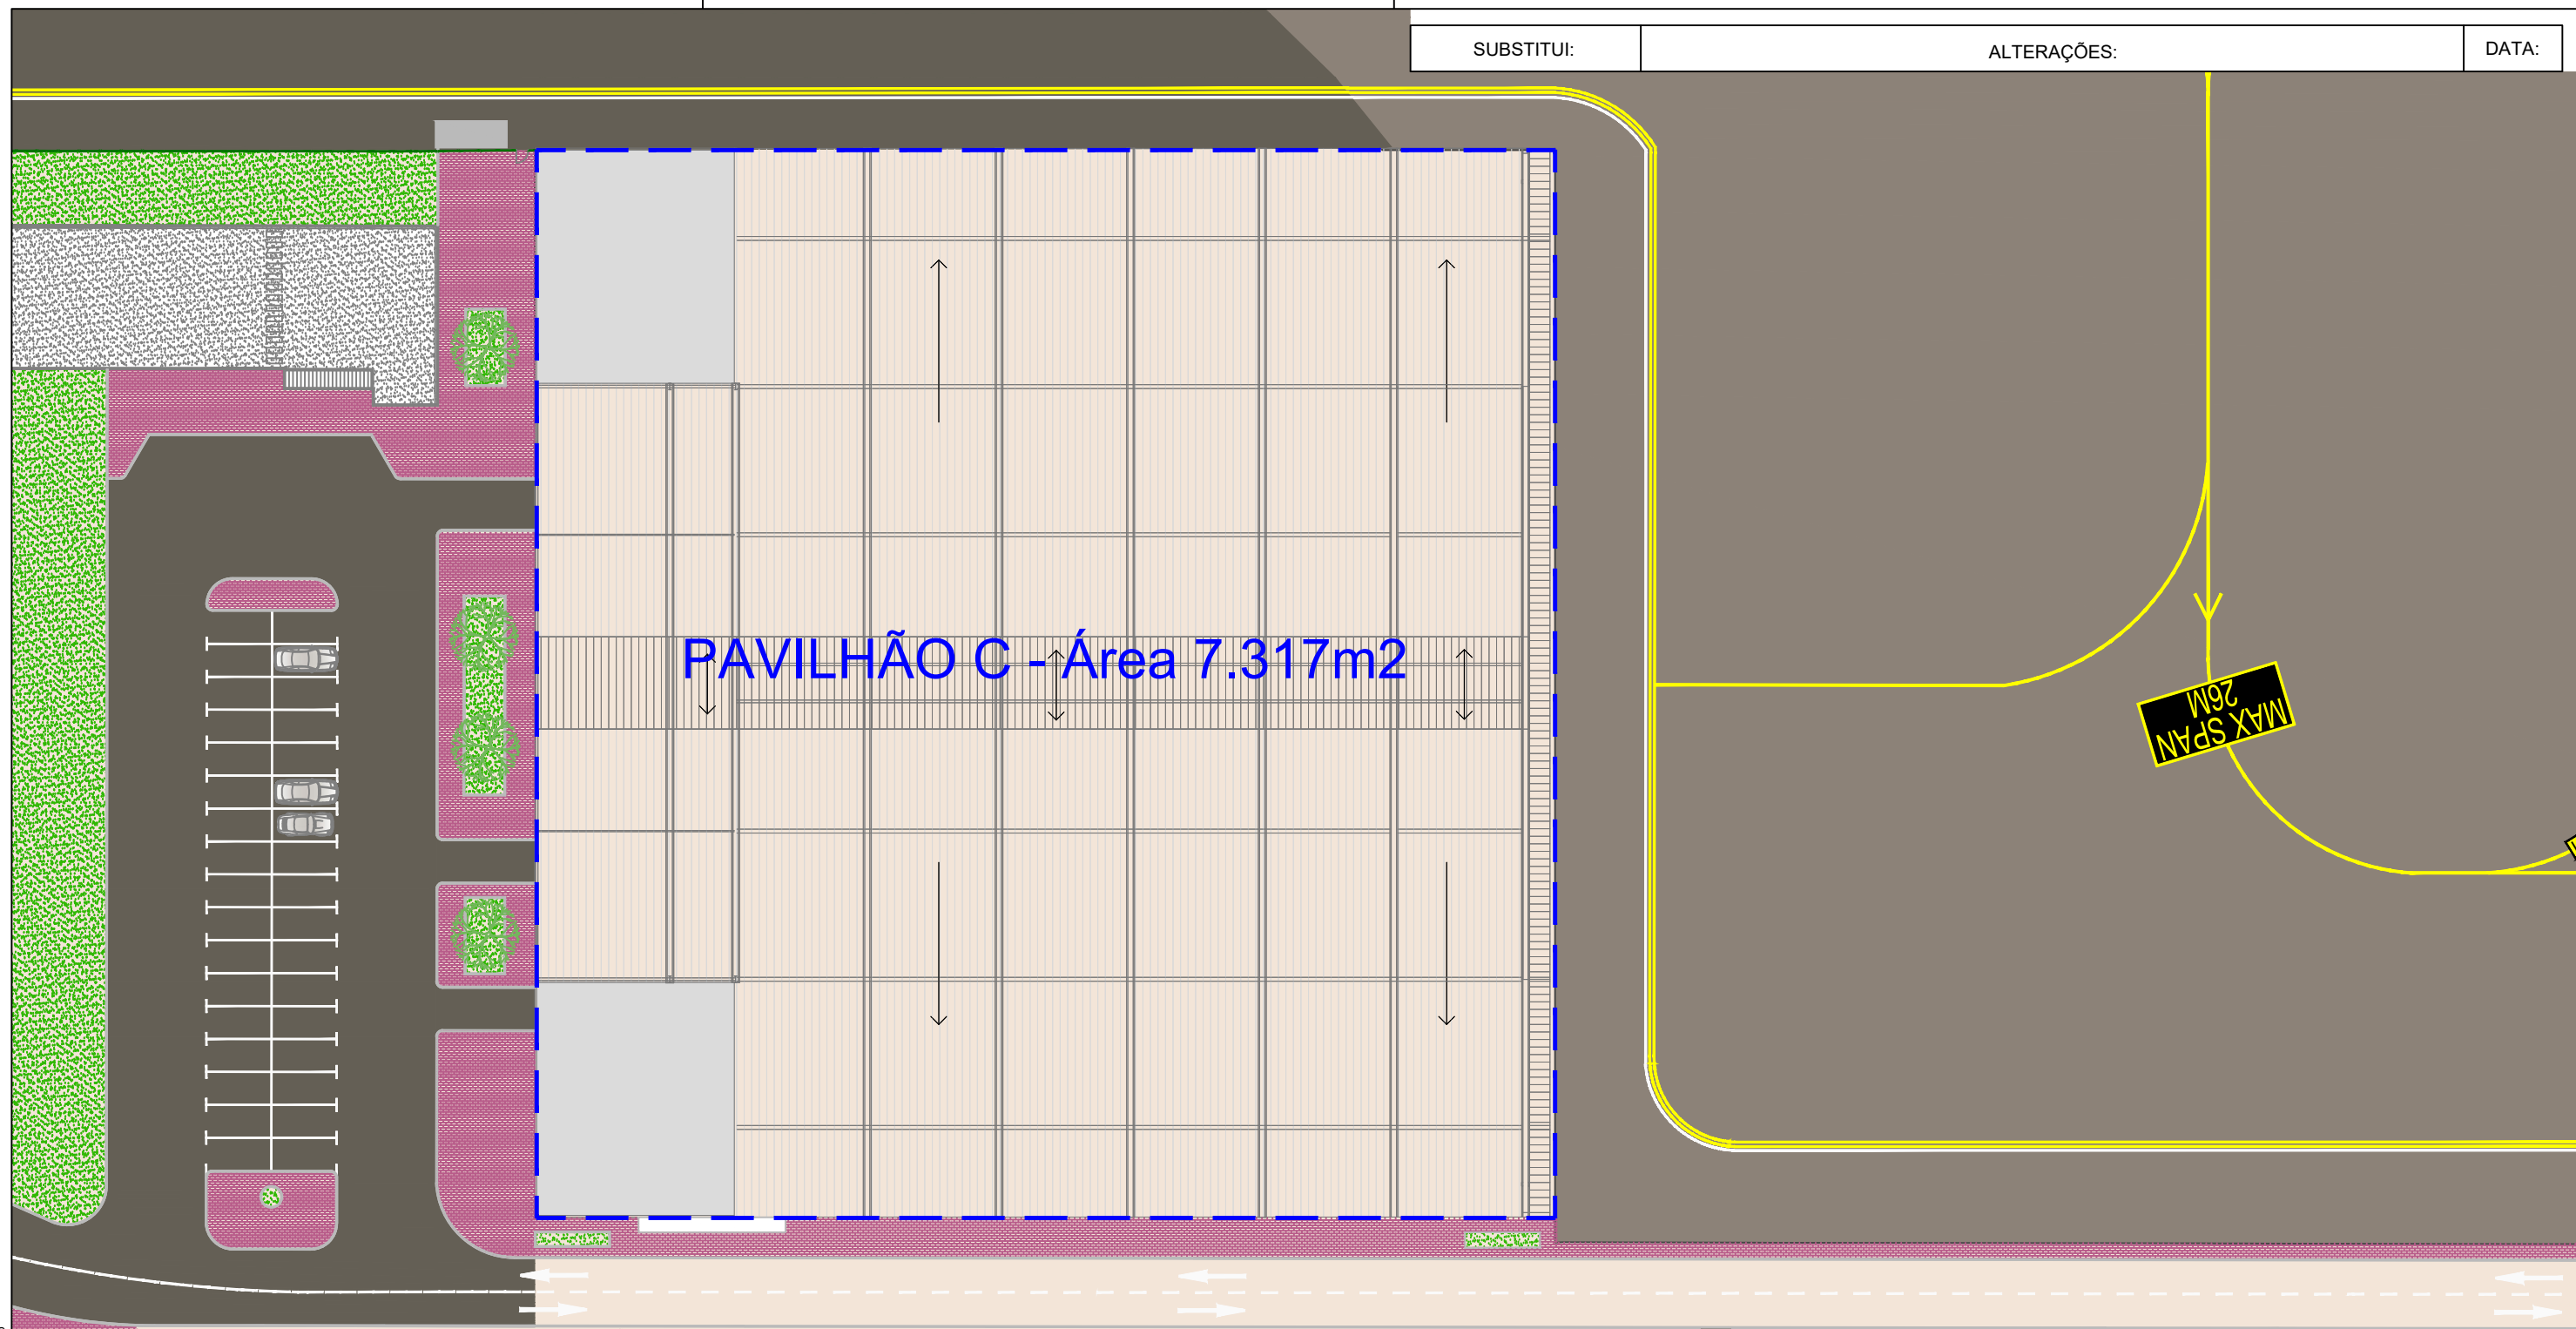 SUBSTITUI:
ALTERAÇÕES:
DATA:
PAVILHÃO C - Área 7.317m2
MAX SPAN
26M